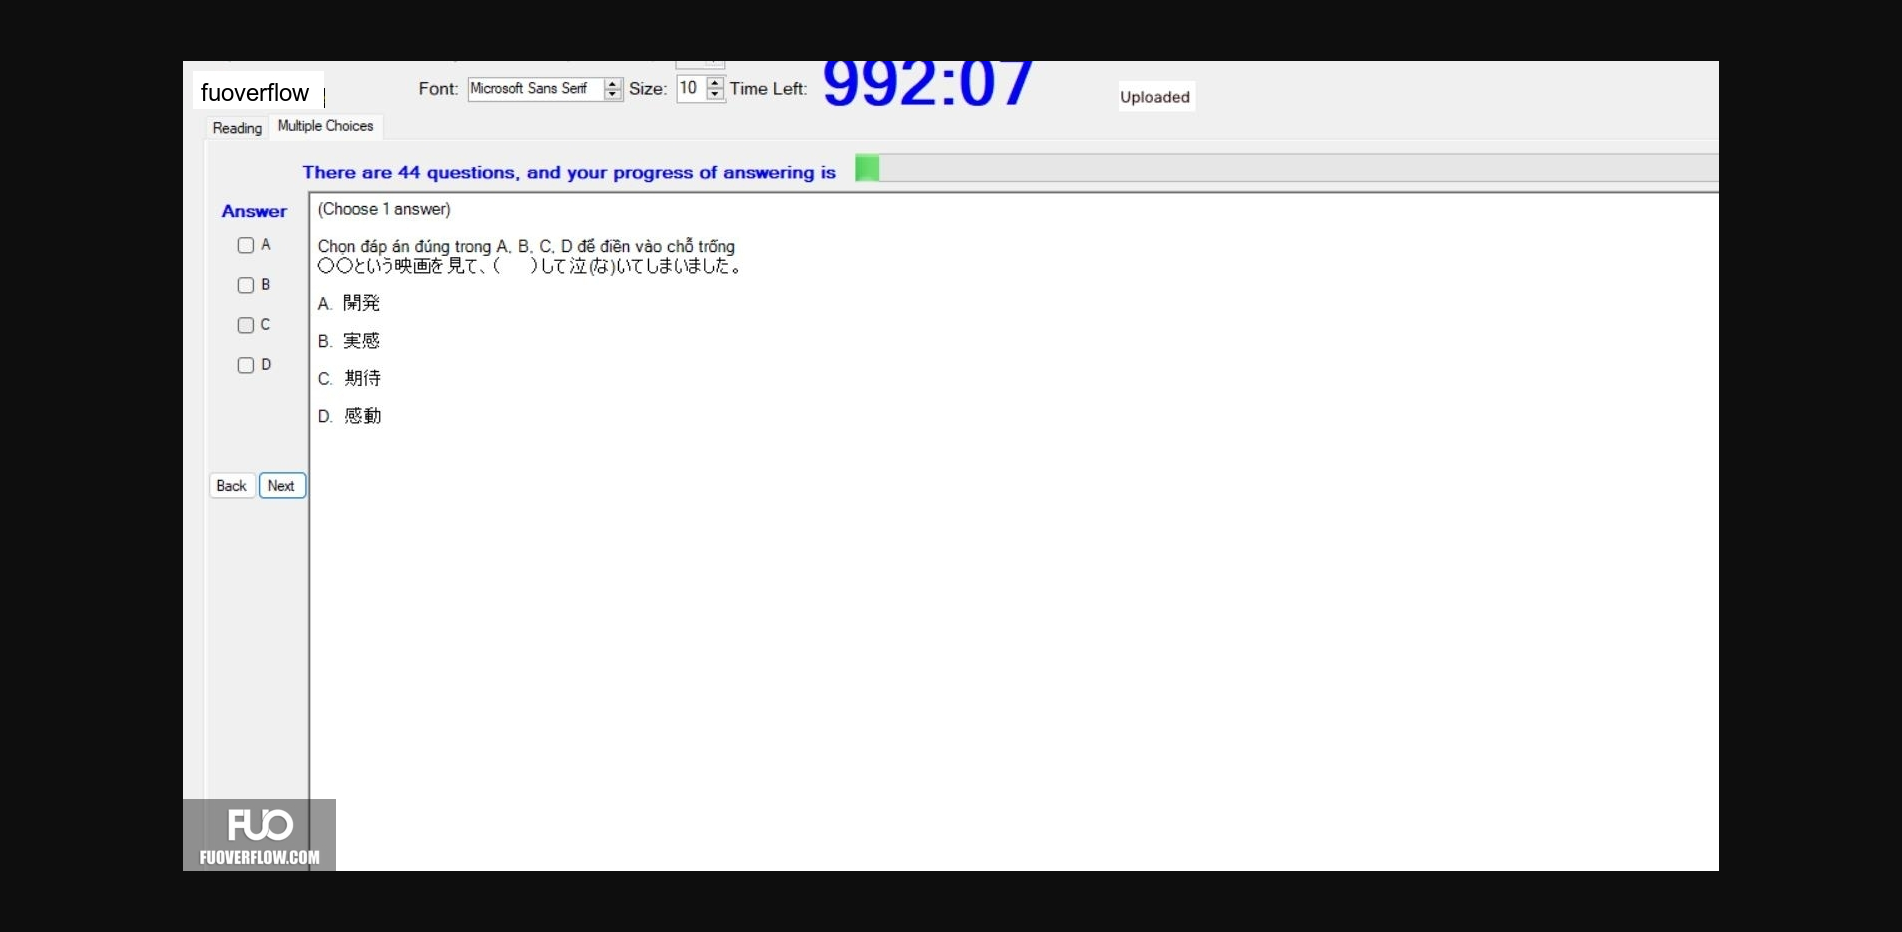 fuoverflow
Font: Microsoft Sans Serif Size: 10 Time Left: 992:07
Uploaded
Reading Multiple Choices
There are 44 questions, and your progress of answering is
Answer
A
B
C
D
Back Next
(Choose 1 answer)
Chọn đáp án đúng trong A, B, C, D để điền vào chỗ trống
〇〇という映画を見て、( )して泣(な)いてしまいました。
A. 開発
B. 実感
C. 期待
D. 感動
FUO
FUOVERFLOW.COM